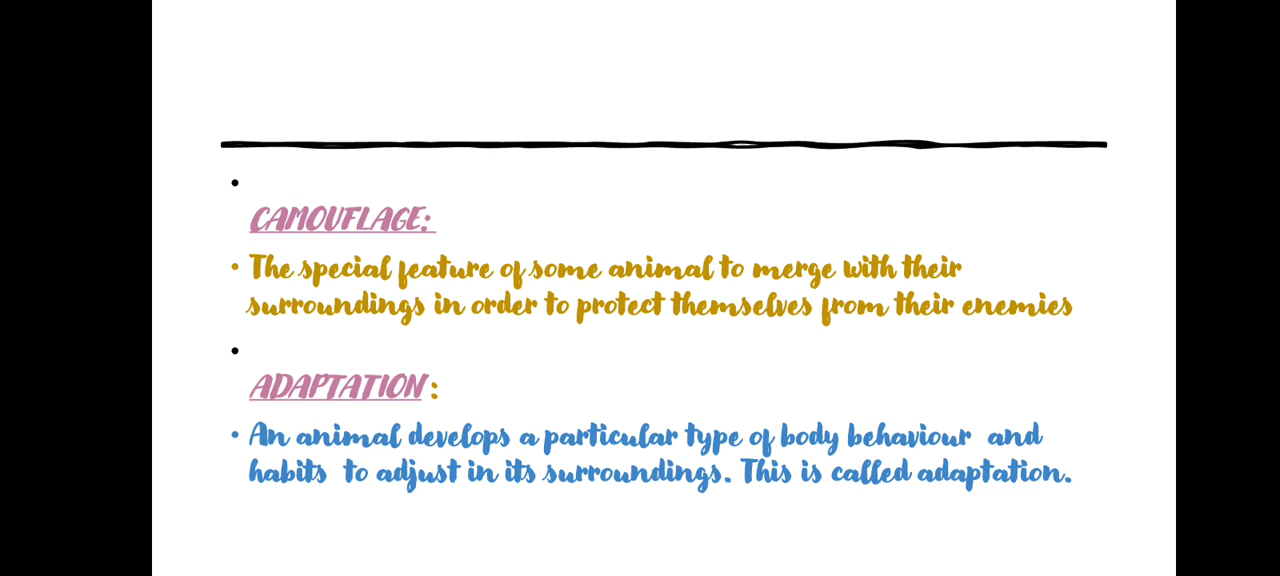 CAMOUFLAGE:
The special feature of some animal to merge with their
surroundings in order to protect themselves from their enemies
ADAPTATION :
An animal develops a particular type of body behaviour and
habits to adjust in its surroundings. This is called adaptation.